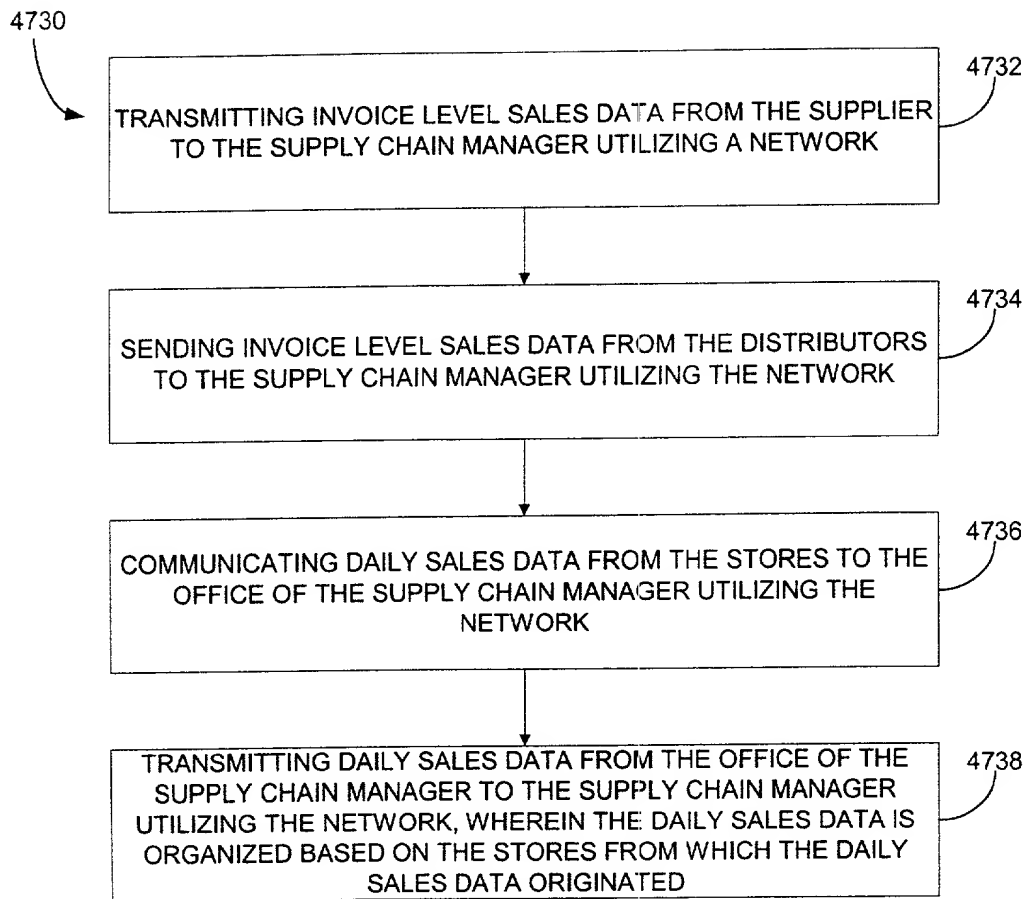 4730
4732
TRANSMITTING INVOICE LEVEL SALES DATA FROM THE SUPPLIER
TO THE SUPPLY CHAIN MANAGER UTILIZING A NETWORK
4734
SENDING INVOICE LEVEL SALES DATA FROM THE DISTRIBUTORS
TO THE SUPPLY CHAIN MANAGER UTILIZING THE NETWORK
4736
COMMUNICATING DAILY SALES DATA FROM THE STORES TO THE
OFFICE OF THE SUPPLY CHAIN MANAGER UTILIZING THE
NETWORK
4738
TRANSMITTING DAILY SALES DATA FROM THE OFFICE OF THE
SUPPLY CHAIN MANAGER TO THE SUPPLY CHAIN MANAGER
UTILIZING THE NETWORK, WHEREIN THE DAILY SALES DATA IS
ORGANIZED BASED ON THE STORES FROM WHICH THE DAILY
SALES DATA ORIGINATED